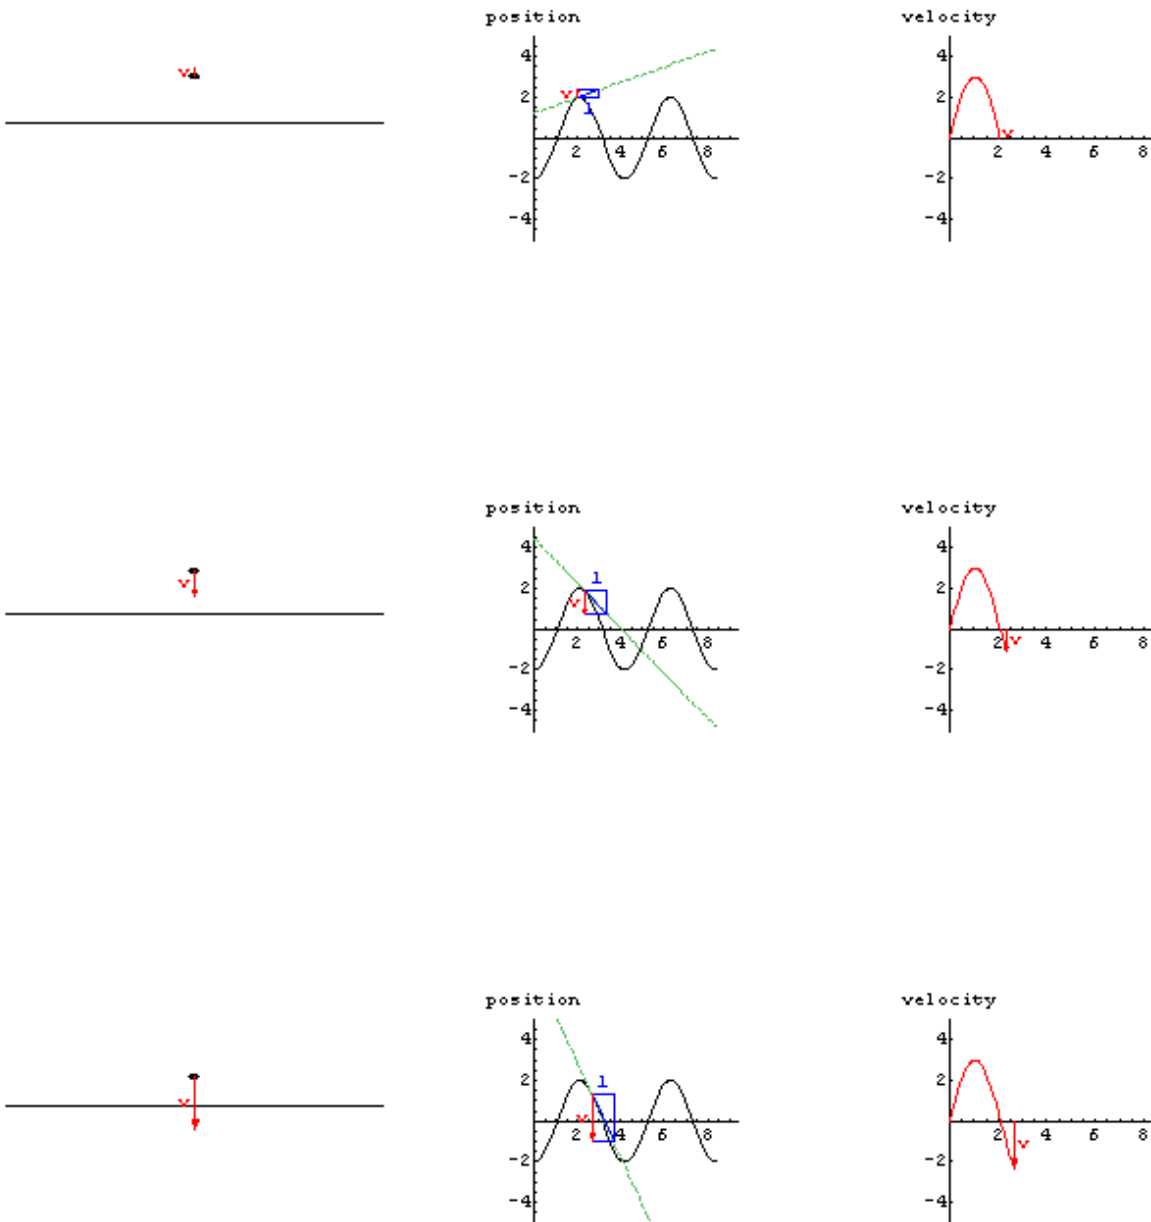 position velocity
4 4
v 2 v 2
1
2 4 6 8 v 2 4 6 8
-2 -2
-4 -4
position velocity
4 4
1
v 2 v 2
2 4 6 8 2 v 4 6 8
-2 -2
-4 -4
position velocity
4 4
2 1 2
v v 2 4 6 8 2 v 4 6 8
-2 -2
-4 -4